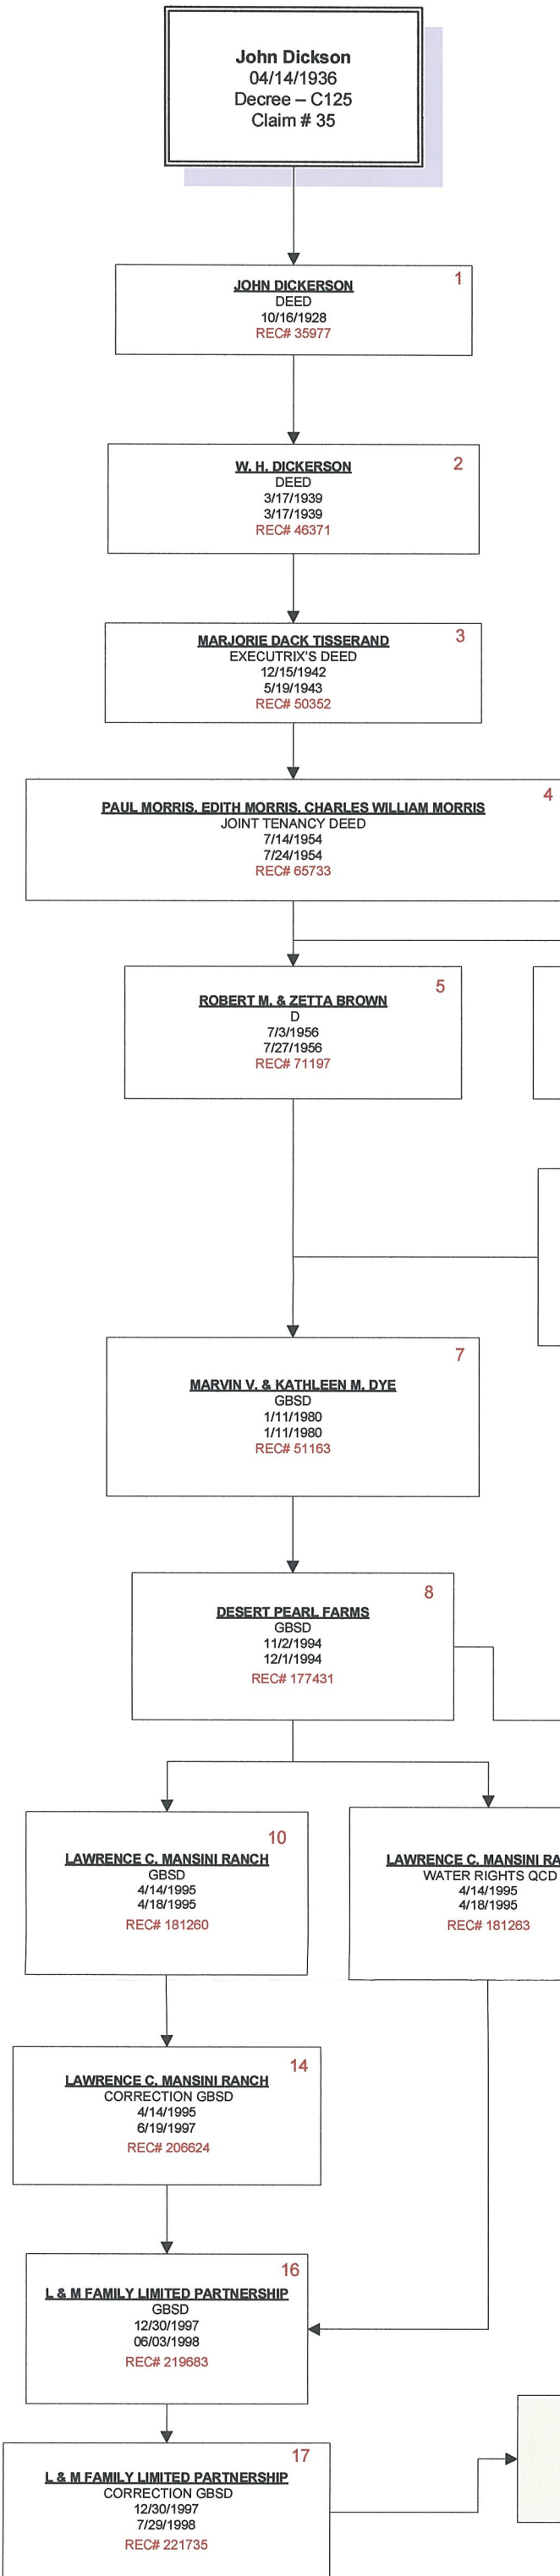 John Dickson
04/14/1936
Decree – C125
Claim # 35
1
JOHN DICKERSON
DEED
10/16/1928
REC# 35977
2
W. H. DICKERSON
DEED
3/17/1939
3/17/1939
REC# 46371
3
MARJORIE DACK TISSERAND
EXECUTRIX'S DEED
12/15/1942
5/19/1943
REC# 50352
4
PAUL MORRIS, EDITH MORRIS, CHARLES WILLIAM MORRIS
JOINT TENANCY DEED
7/14/1954
7/24/1954
REC# 65733
5
ROBERT M. & ZETTA BROWN
D
7/3/1956
7/27/1956
REC# 71197
7
MARVIN V. & KATHLEEN M. DYE
GBSD
1/11/1980
1/11/1980
REC# 51163
8
DESERT PEARL FARMS
GBSD
11/2/1994
12/1/1994
REC# 177431
10
LAWRENCE C. MANSINI RANCH
GBSD
4/14/1995
4/18/1995
REC# 181260
LAWRENCE C. MANSINI RA
WATER RIGHTS QCD
4/14/1995
4/18/1995
REC# 181263
14
LAWRENCE C. MANSINI RANCH
CORRECTION GBSD
4/14/1995
6/19/1997
REC# 206624
16
L & M FAMILY LIMITED PARTNERSHIP
GBSD
12/30/1997
06/03/1998
REC# 219683
17
L & M FAMILY LIMITED PARTNERSHIP
CORRECTION GBSD
12/30/1997
7/29/1998
REC# 221735